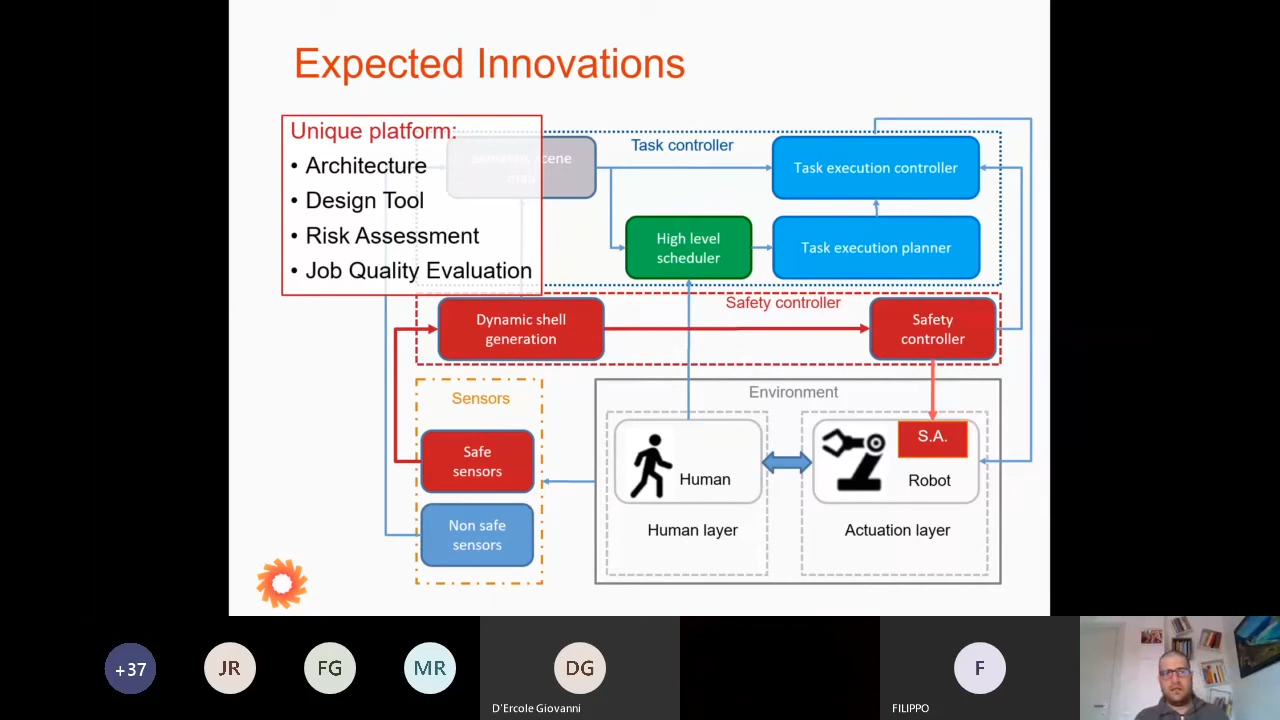 Expected Innovations
Unique platform:
• Architecture
• Design Tool
• Risk Assessment
• Job Quality Evaluation
scene
Task controller
Task execution controller
High level
scheduler
Task execution planner
Safety controller
Dynamic shell
generation
Safety
controller
Sensors
Safe
sensors
Non safe
sensors
Environment
Human
Human layer
S.A.
Robot
Actuation layer
+37
JR
FG
MR
DG
D'Ercole Giovanni
F
FILIPPO